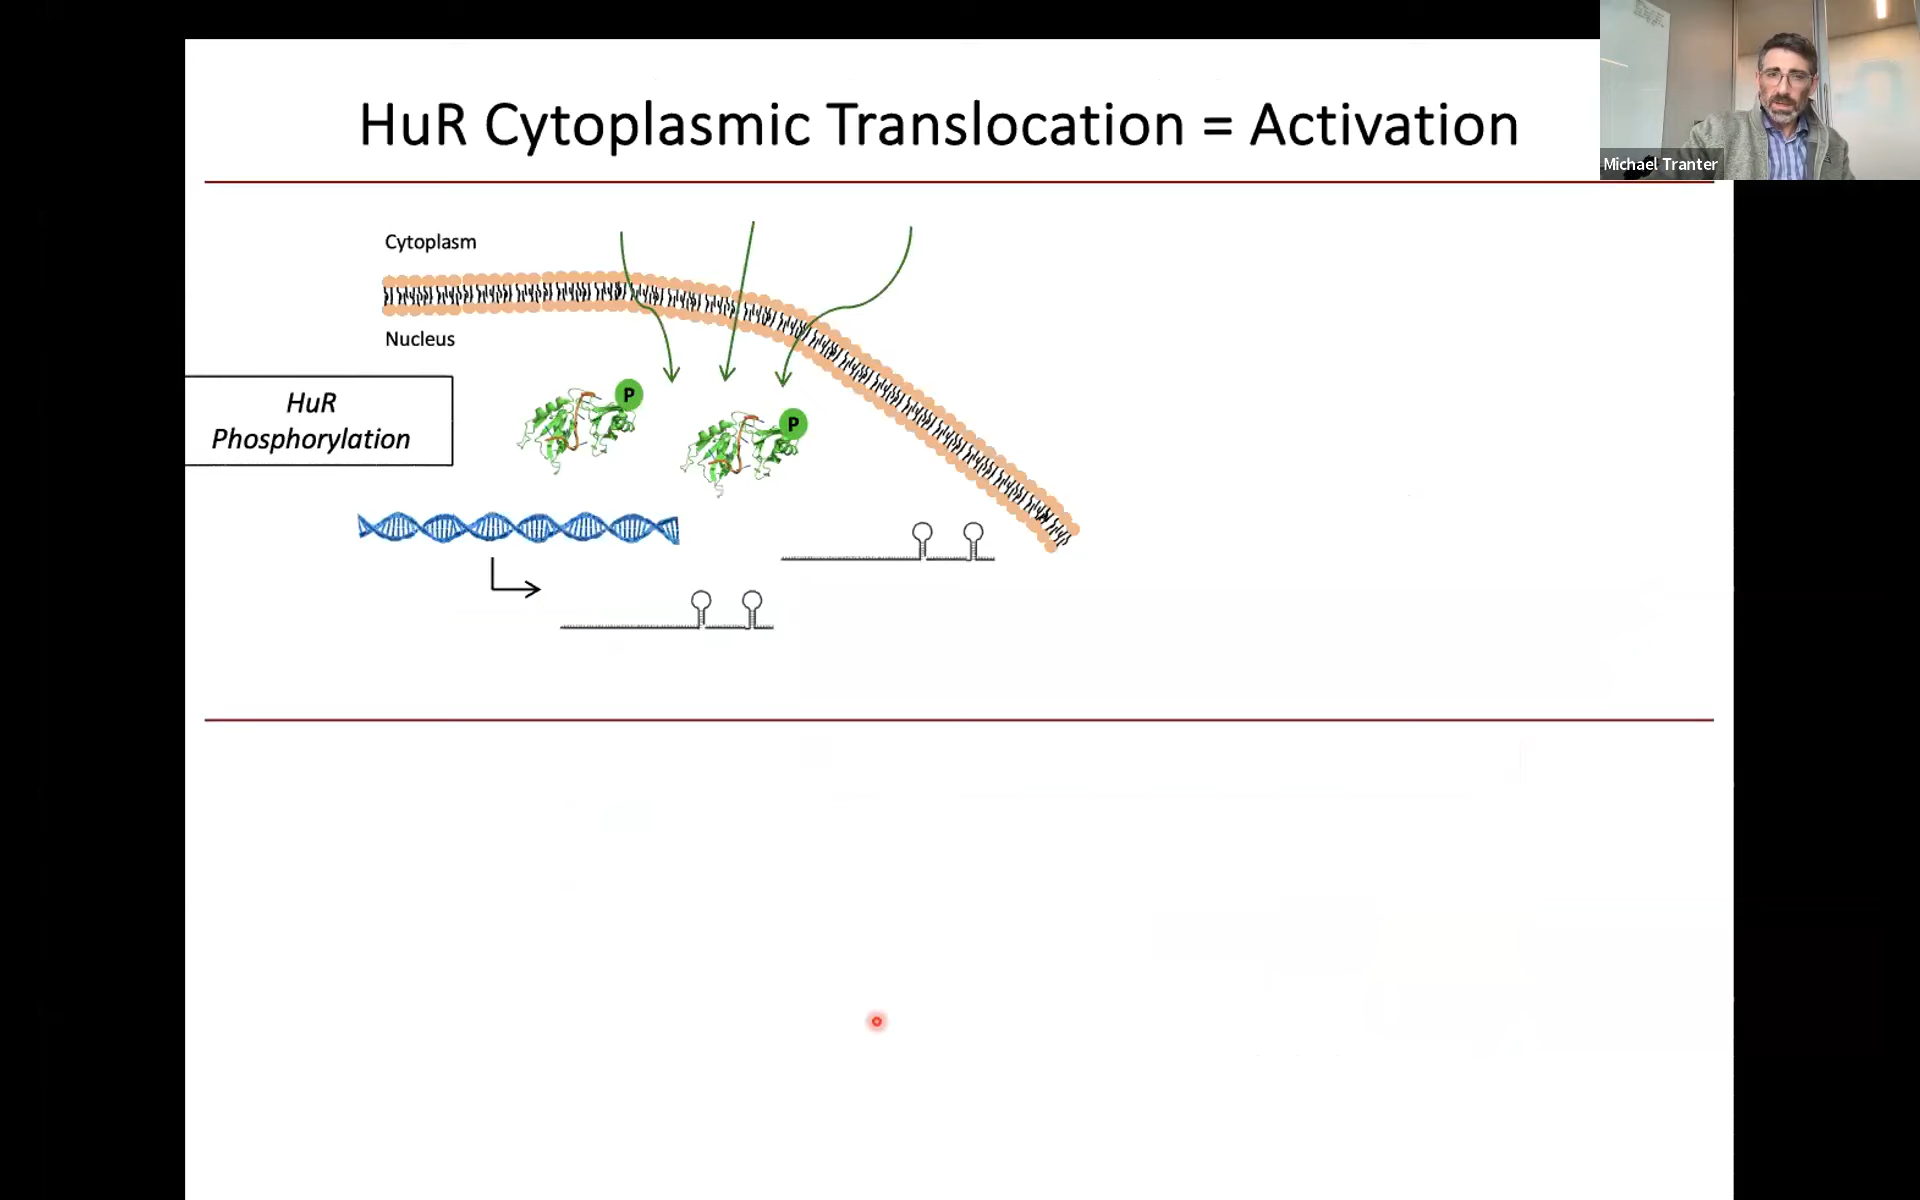 HuR Cytoplasmic Translocation = Activation
Michael Tranter
Cytoplasm
Nucleus
HuR
Phosphorylation
P
P